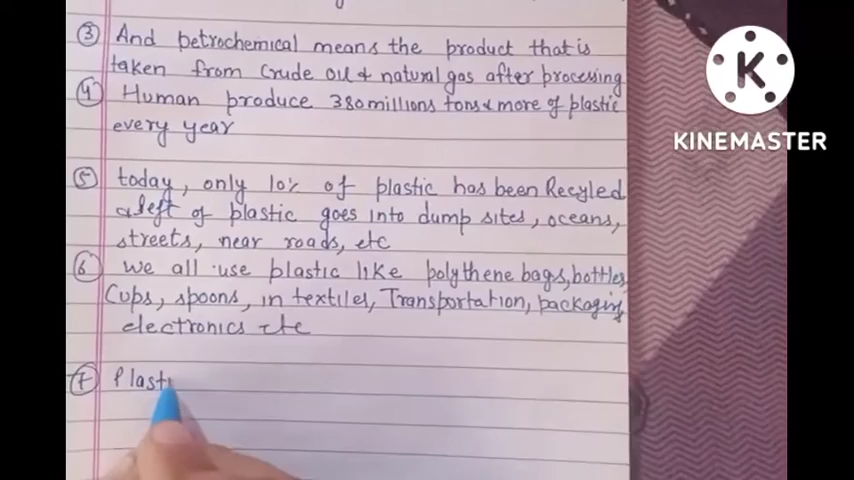 ③ And petrochemical means the product that is
taken from crude oil & natural gas after procesing
④ Human produce 380 millions tons & more of plastic
every year
⑤ today, only 10% of plastic has been Recyled
& left of plastic goes into dump sites, oceans,
streets, near roads, etc
⑥ we all use plastic like polythene bags, bottles,
Cups, spoons, in textiles, Transportation, packaging
electronics etc
⑦ Plasti
K
KINEMASTER